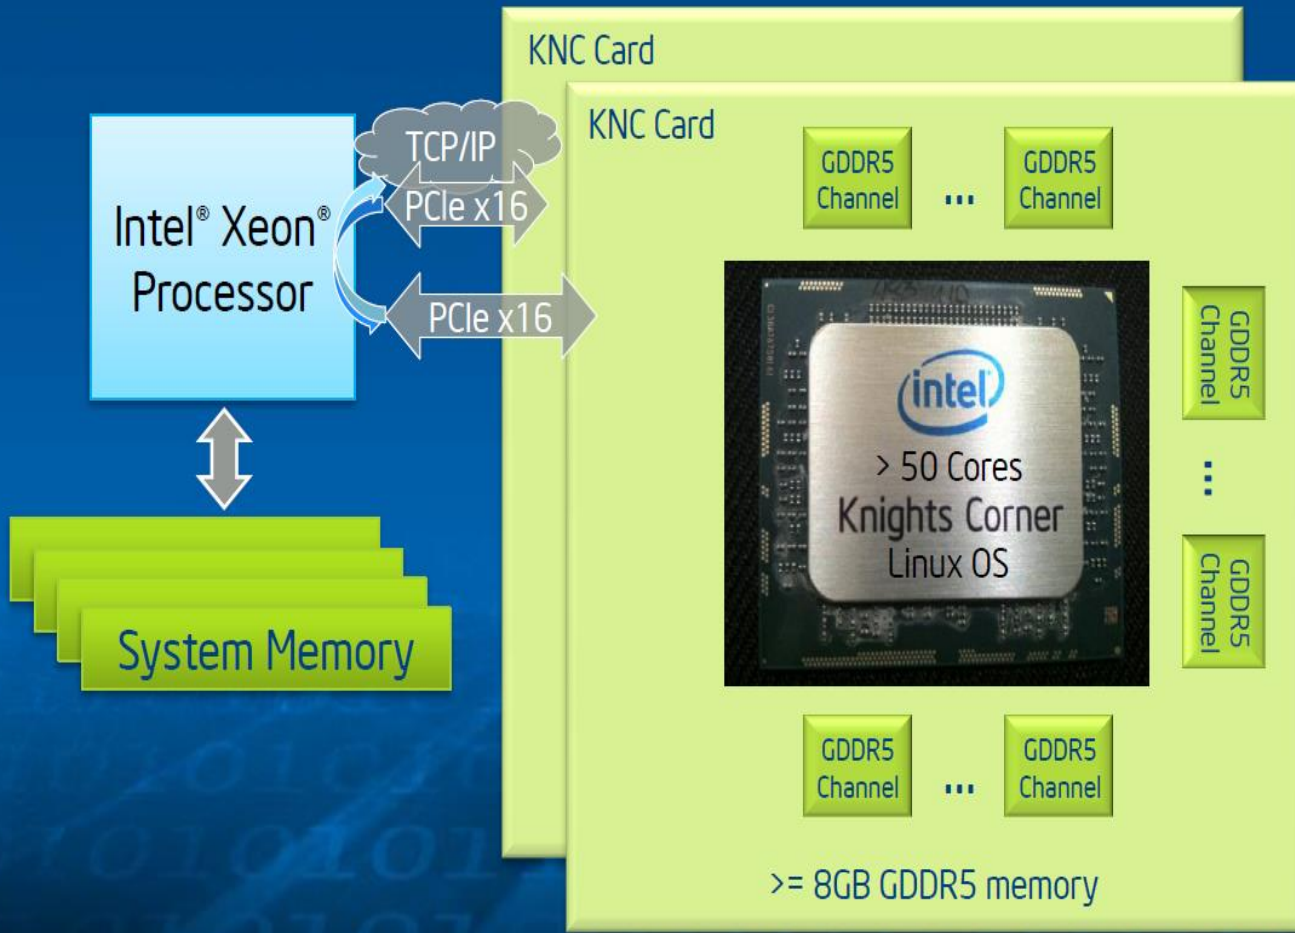 KNC Card
KNC Card
TCP/IP
PCIe x16
PCIe x16
Intel® Xeon®
Processor
System Memory
GDDR5
Channel
...
GDDR5
Channel
intel
> 50 Cores
Knights Corner
Linux OS
GDDR5
Channel
...
GDDR5
Channel
GDDR5
Channel
...
GDDR5
Channel
>= 8GB GDDR5 memory